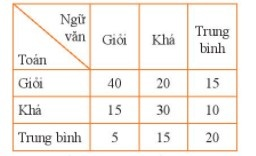 Ngữ văn
Toán
Giỏi Khá Trung bình
Giỏi 40 20 15
Khá 15 30 10
Trung bình 5 15 20